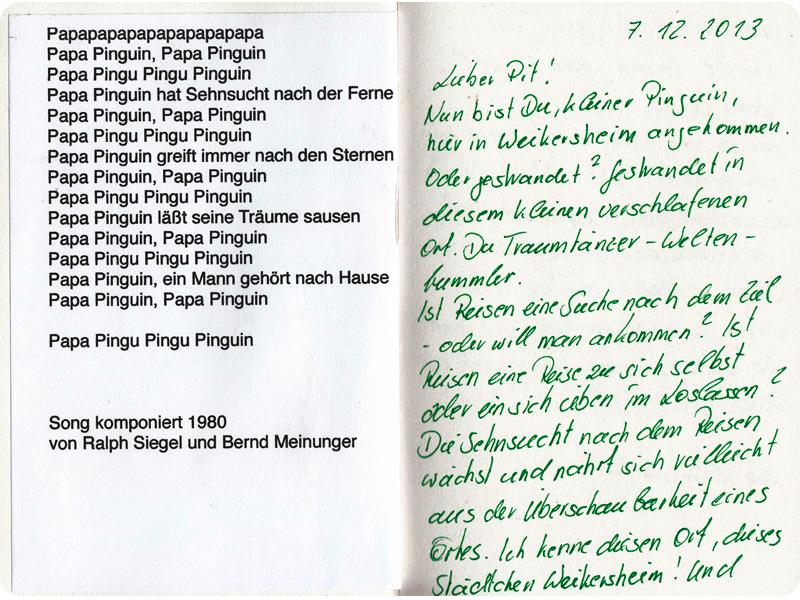 Papapapapapapapapapapa
Papa Pinguin, Papa Pinguin
Papa Pingu Pingu Pinguin
Papa Pinguin hat Sehnsucht nach der Ferne
Papa Pinguin, Papa Pinguin
Papa Pingu Pingu Pinguin
Papa Pinguin greift immer nach den Sternen
Papa Pinguin, Papa Pinguin
Papa Pingu Pingu Pinguin
Papa Pinguin läßt seine Träume sausen
Papa Pinguin, Papa Pinguin
Papa Pingu Pingu Pinguin
Papa Pinguin, ein Mann gehört nach Hause
Papa Pinguin, Papa Pinguin
Papa Pingu Pingu Pinguin
Song komponiert 1980
von Ralph Siegel und Bernd Meinunger
7. 12. 2013
Lieber Pit!
Nun bist Du, kleiner Pinguin,
hier in Weikersheim angekommen.
Oder gestrandet? Gestrandet in
diesem kleinen verschlafenen
Ort. Du Traumtänzer - Welten-
bummler.
Ist Reisen eine Suche nach dem Ziel
- oder will man ankommen? Ist
Reisen eine Reise zu sich selbst
oder ein sich üben im Loslassen?
Die Sehnsucht nach dem Reisen
wächst und nährt sich vielleicht
aus der Überschaubarkeit eines
Ortes. Ich kenne diesen Ort, dieses
Städtchen Weikersheim! Und